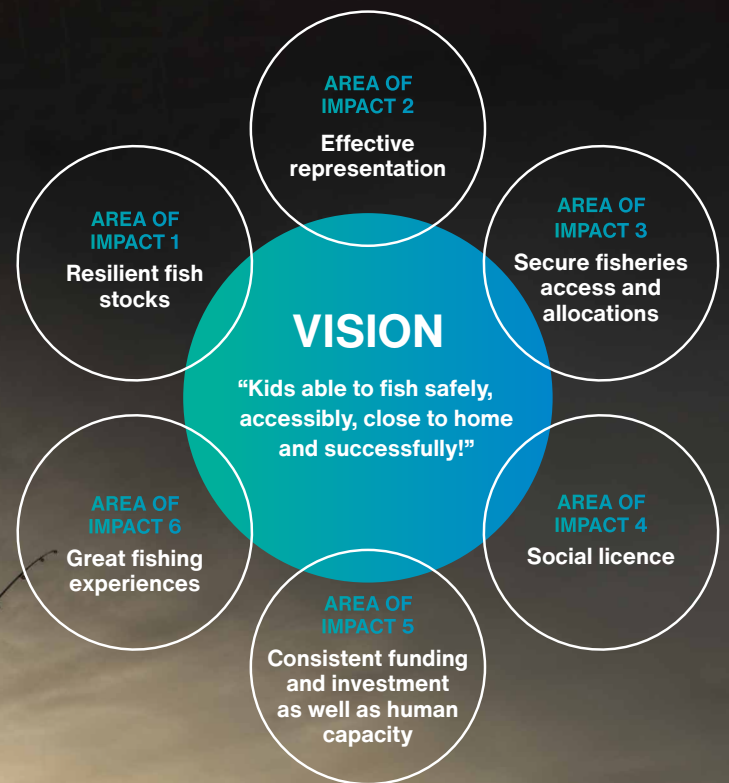 AREA OF
IMPACT 2
Effective
representation
AREA OF
IMPACT 1
Resilient fish
stocks
AREA OF
IMPACT 3
Secure fisheries
access and
allocations
VISION
“Kids able to fish safely,
accessibly, close to home
and successfully!”
AREA OF
IMPACT 6
Great fishing
experiences
AREA OF
IMPACT 4
Social licence
AREA OF
IMPACT 5
Consistent funding
and investment
as well as human
capacity